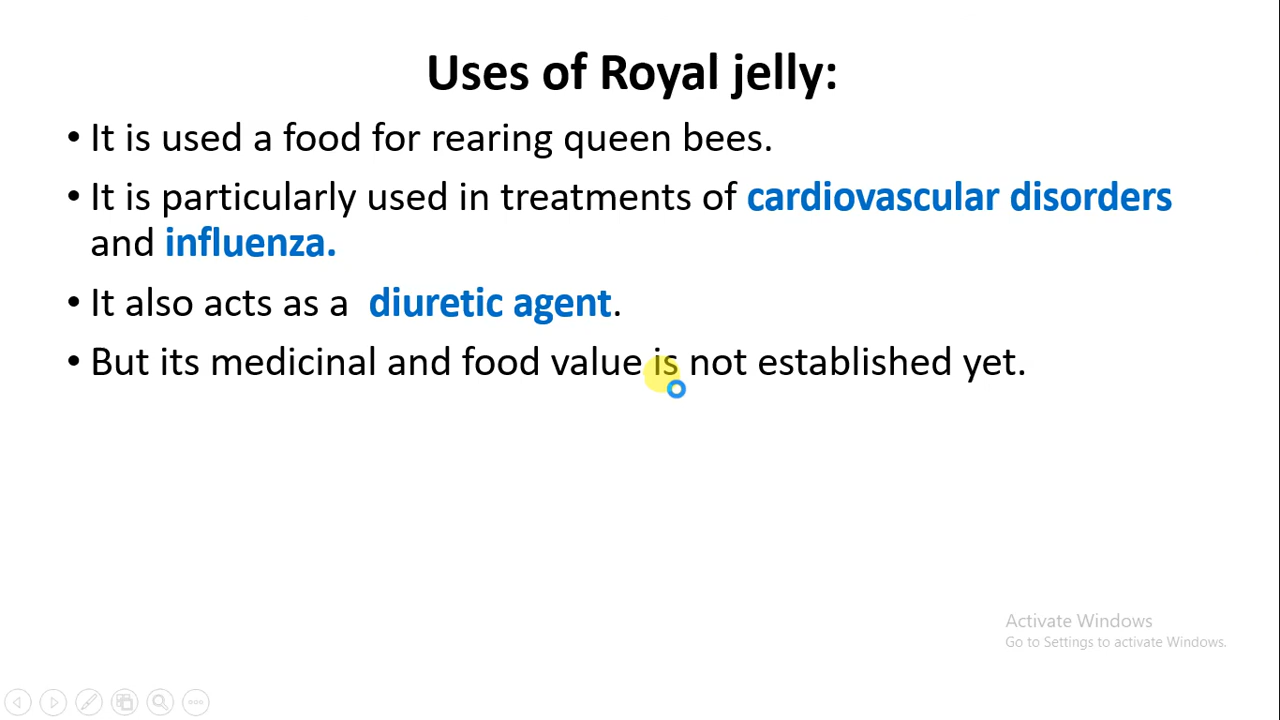 Uses of Royal jelly:
• It is used a food for rearing queen bees.
• It is particularly used in treatments of cardiovascular disorders
and influenza.
• It also acts as a  diuretic agent.
• But its medicinal and food value is not established yet.
Activate Windows
Go to Settings to activate Windows.